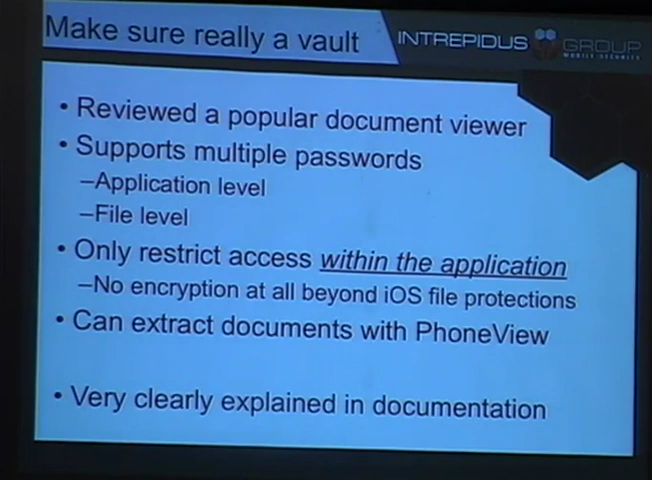 Make sure really a vault
INTREPIDUS GROUP
MOBILE SECURITY
• Reviewed a popular document viewer
• Supports multiple passwords
–Application level
–File level
• Only restrict access within the application
–No encryption at all beyond iOS file protections
• Can extract documents with PhoneView
• Very clearly explained in documentation